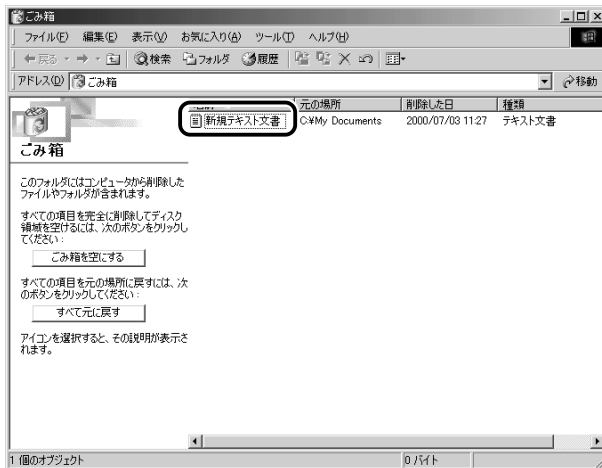 ごみ箱
ファイル(F) 編集(E) 表示(V) お気に入り(A) ツール(T) ヘルプ(H)
戻る 検索 フォルダ 履歴
アドレス(D) ごみ箱 移動
名前 元の場所 削除した日 種類
新規テキスト文書 C:¥My Documents 2000/07/03 11:27 テキスト文書
ごみ箱
このフォルダにはコンピュータから削除した
ファイルやフォルダが含まれます。
すべての項目を完全に削除してディスク
領域を空けるには、次のボタンをクリックし
てください:
ごみ箱を空にする
すべての項目を元の場所に戻すには、次
のボタンをクリックしてください:
すべて元に戻す
アイコンを選択すると、その説明が表示さ
れます。
1 個のオブジェクト 0 バイト